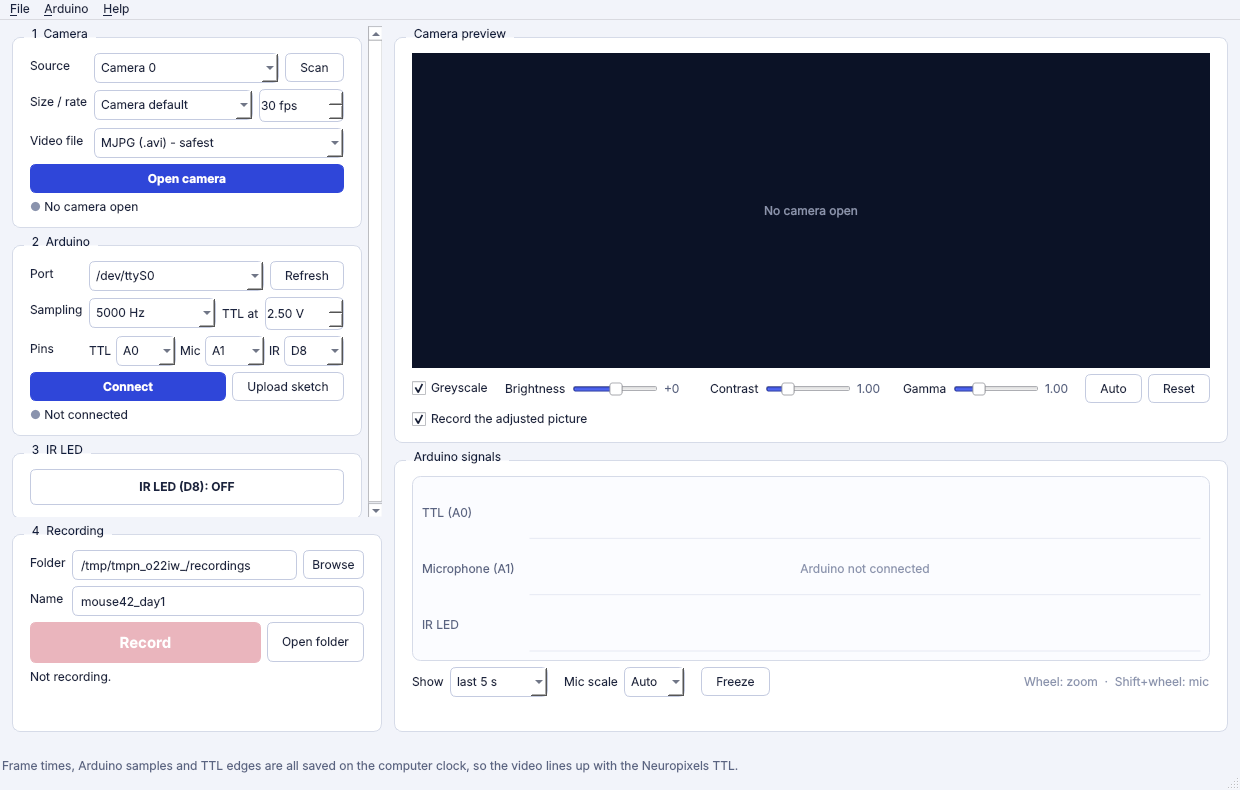 File Arduino Help
1 Camera
Source Camera 0 Scan
Size / rate Camera default 30 fps
Video file MJPG (.avi) - safest
Open camera
No camera open
2 Arduino
Port /dev/ttyS0 Refresh
Sampling 5000 Hz TTL at 2.50 V
Pins TTL A0 Mic A1 IR D8
Connect Upload sketch
Not connected
3 IR LED
IR LED (D8): OFF
4 Recording
Folder /tmp/tmpn_o22iw_/recordings Browse
Name mouse42_day1
Record Open folder
Not recording.
Camera preview
No camera open
Greyscale Brightness +0 Contrast 1.00 Gamma 1.00 Auto Reset
Record the adjusted picture
Arduino signals
TTL (A0)
Microphone (A1) Arduino not connected
IR LED
Show last 5 s Mic scale Auto Freeze Wheel: zoom · Shift+wheel: mic
Frame times, Arduino samples and TTL edges are all saved on the computer clock, so the video lines up with the Neuropixels TTL.